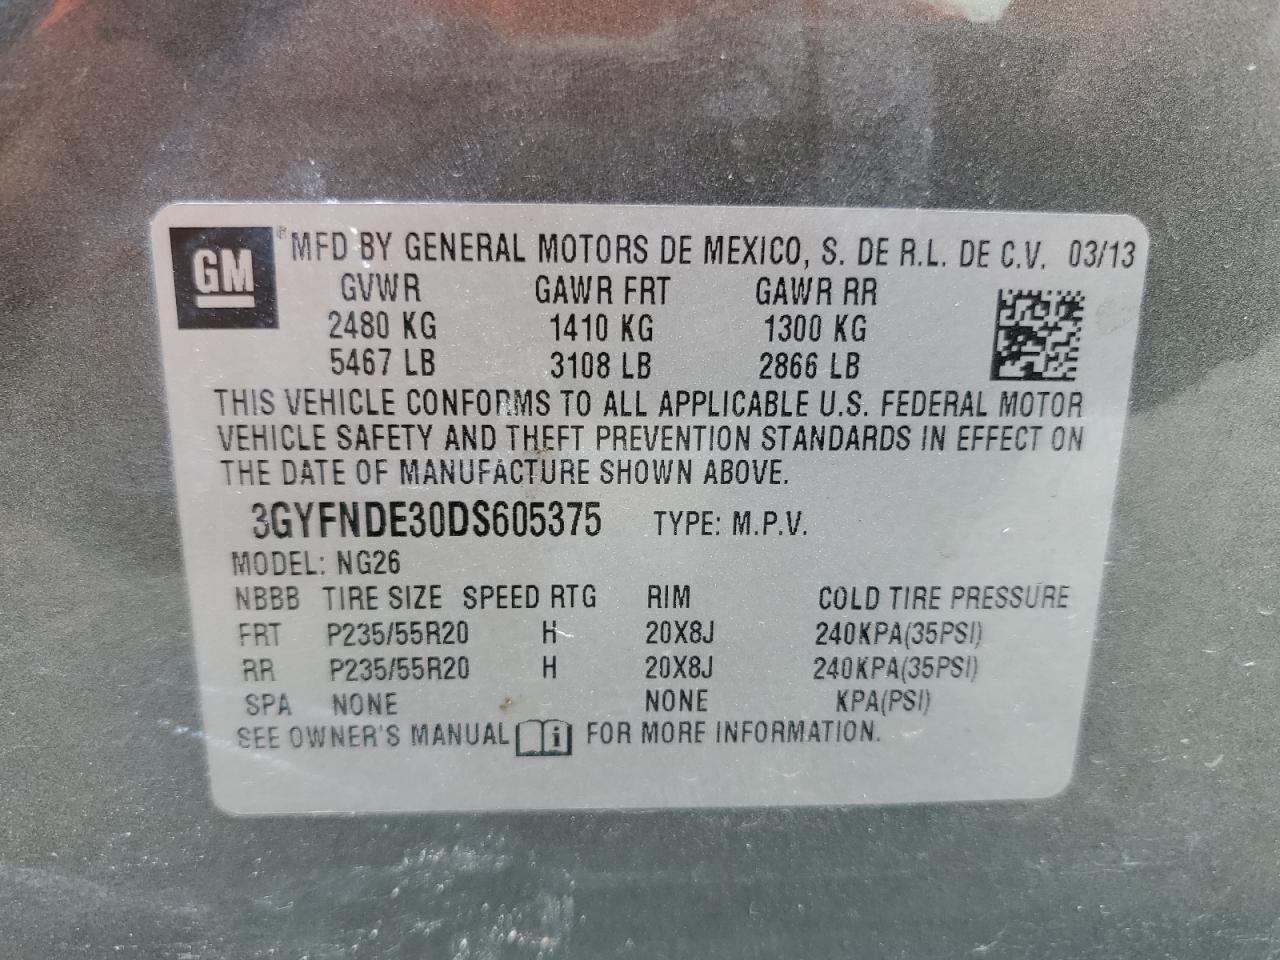 GM® MFD BY GENERAL MOTORS DE MEXICO, S. DE R.L. DE C.V. 03/13
GVWR GAWR FRT GAWR RR
2480 KG 1410 KG 1300 KG
5467 LB 3108 LB 2866 LB
THIS VEHICLE CONFORMS TO ALL APPLICABLE U.S. FEDERAL MOTOR
VEHICLE SAFETY AND THEFT PREVENTION STANDARDS IN EFFECT ON
THE DATE OF MANUFACTURE SHOWN ABOVE.
3GYFNDE30DS605375 TYPE: M.P.V.
MODEL: NG26
NBBB TIRE SIZE SPEED RTG RIM COLD TIRE PRESSURE
FRT P235/55R20 H 20X8J 240KPA(35PSI)
RR P235/55R20 H 20X8J 240KPA(35PSI)
SPA NONE NONE KPA(PSI)
SEE OWNER'S MANUAL i FOR MORE INFORMATION.